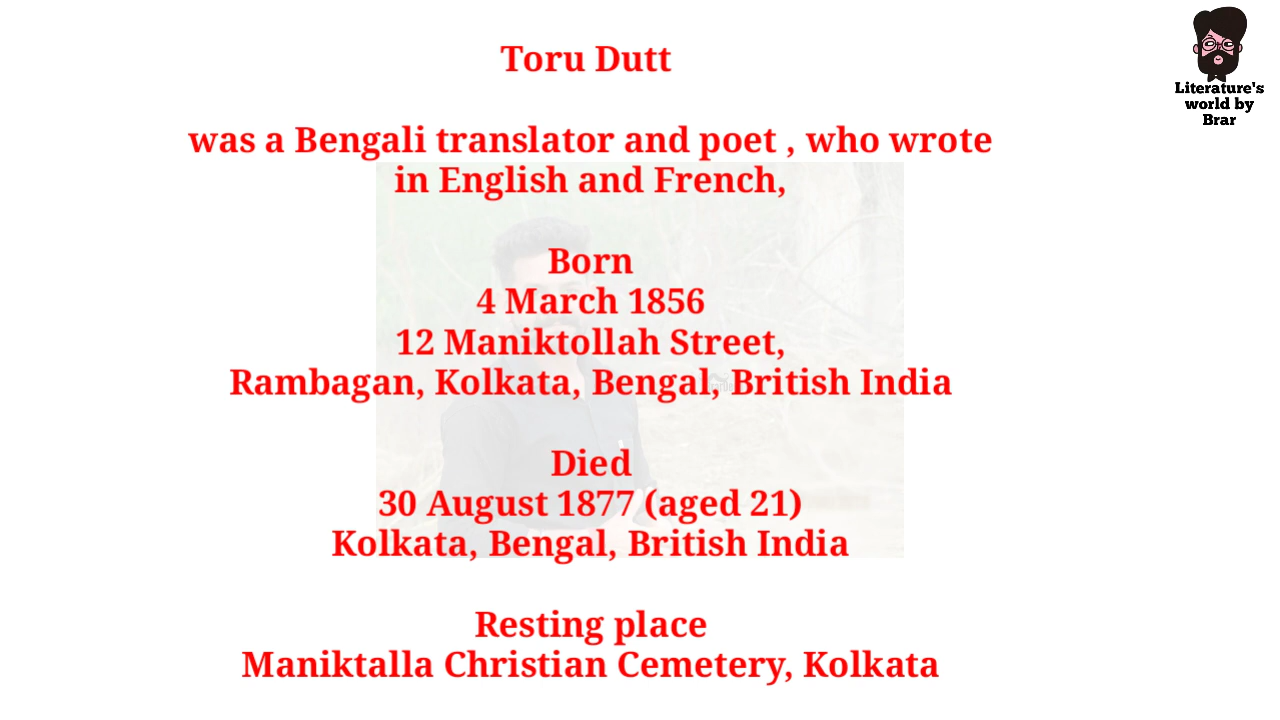 Toru Dutt
was a Bengali translator and poet , who wrote
in English and French,
Born
4 March 1856
12 Maniktollah Street,
Rambagan, Kolkata, Bengal, British India
Died
30 August 1877 (aged 21)
Kolkata, Bengal, British India
Resting place
Maniktalla Christian Cemetery, Kolkata
Literature's
world by
Brar